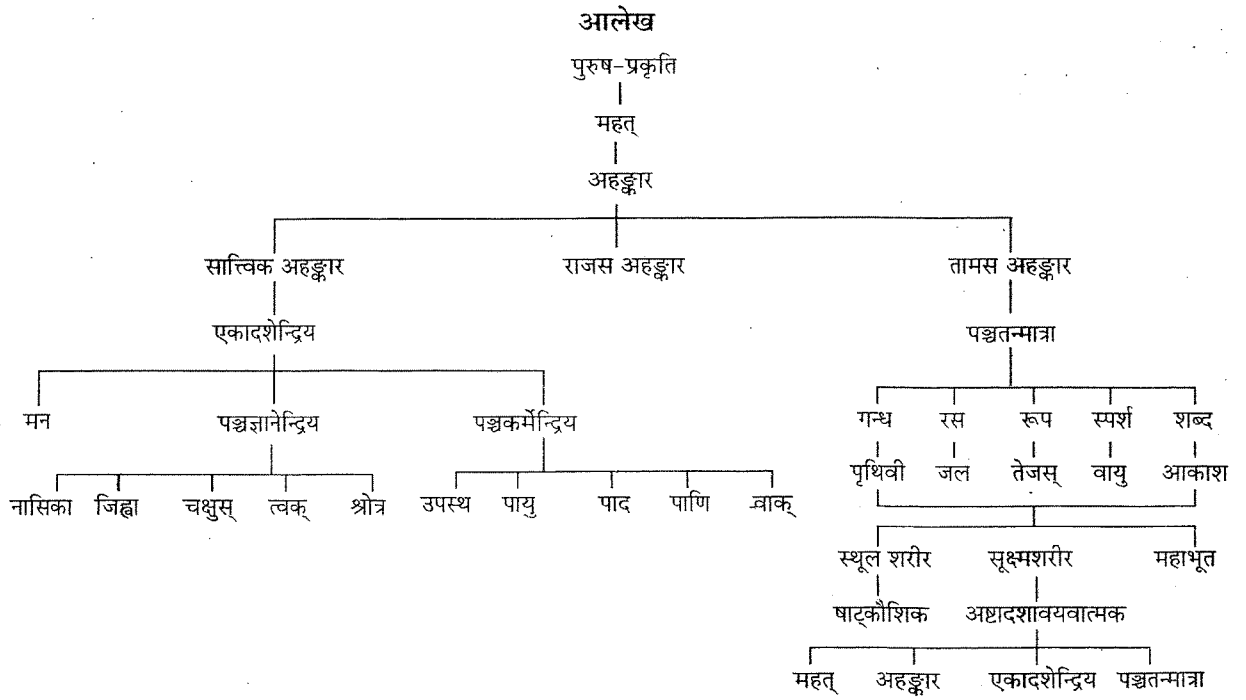 आलेख
पुरुष-प्रकृति
महत्
अहङ्कार
सात्त्विक अहङ्कार राजस अहङ्कार तामस अहङ्कार
एकादशेन्द्रिय पञ्चतन्मात्रा
मन पञ्चज्ञानेन्द्रिय पञ्चकर्मेन्द्रिय गन्ध रस रूप स्पर्श शब्द
पृथिवी जल तेजस् वायु आकाश
नासिका जिह्वा चक्षुस् त्वक् श्रोत्र उपस्थ पायु पाद पाणि वाक्
स्थूल शरीर सूक्ष्मशरीर महाभूत
षाट्कौशिक अष्टादशावयवात्मक
महत् अहङ्कार एकादशेन्द्रिय पञ्चतन्मात्रा